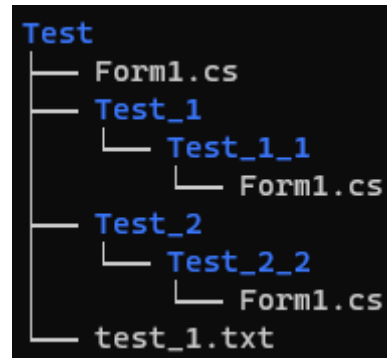 Test
Form1.cs
Test_1
Test_1_1
Form1.cs
Test_2
Test_2_2
Form1.cs
test_1.txt